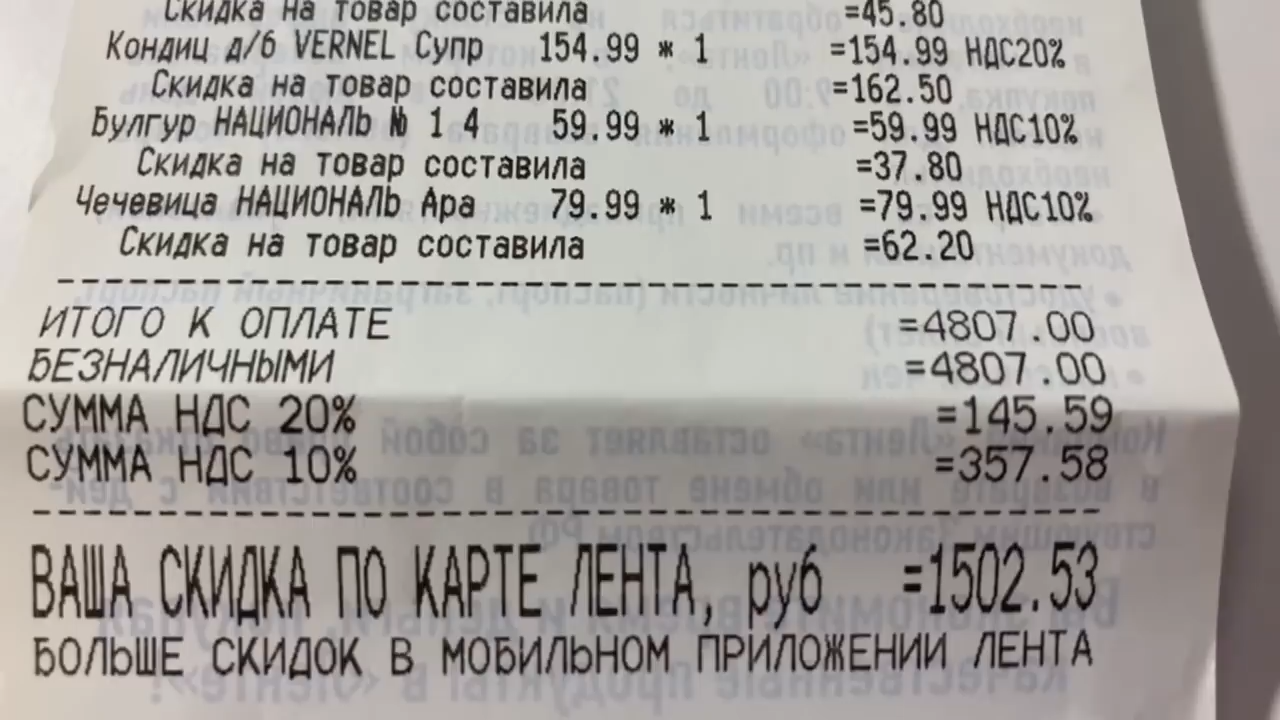 Скидка на товар составила =45.80
Кондиц д/б VERNEL Супр 154.99 * 1 =154.99 НДС20%
Скидка на товар составила =162.50
Булгур НАЦИОНАЛЬ № 1 4 59.99 * 1 =59.99 НДС10%
Скидка на товар составила =37.80
Чечевица НАЦИОНАЛЬ Ара 79.99 * 1 =79.99 НДС10%
Скидка на товар составила =62.20
ИТОГО К ОПЛАТЕ =4807.00
БЕЗНАЛИЧНЫМИ =4807.00
СУММА НДС 20% =145.59
СУММА НДС 10% =357.58
ВАША СКИДКА ПО КАРТЕ ЛЕНТА, руб =1502.53
БОЛЬШЕ СКИДОК В МОБИЛЬНОМ ПРИЛОЖЕНИИ ЛЕНТА